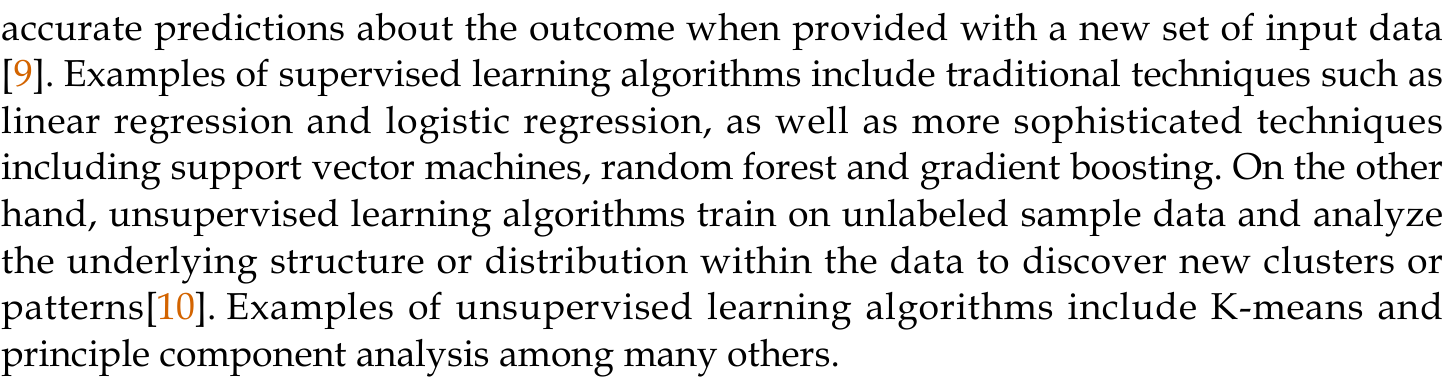 accurate predictions about the outcome when provided with a new set of input data
[9]. Examples of supervised learning algorithms include traditional techniques such as
linear regression and logistic regression, as well as more sophisticated techniques
including support vector machines, random forest and gradient boosting. On the other
hand, unsupervised learning algorithms train on unlabeled sample data and analyze
the underlying structure or distribution within the data to discover new clusters or
patterns[10]. Examples of unsupervised learning algorithms include K-means and
principle component analysis among many others.